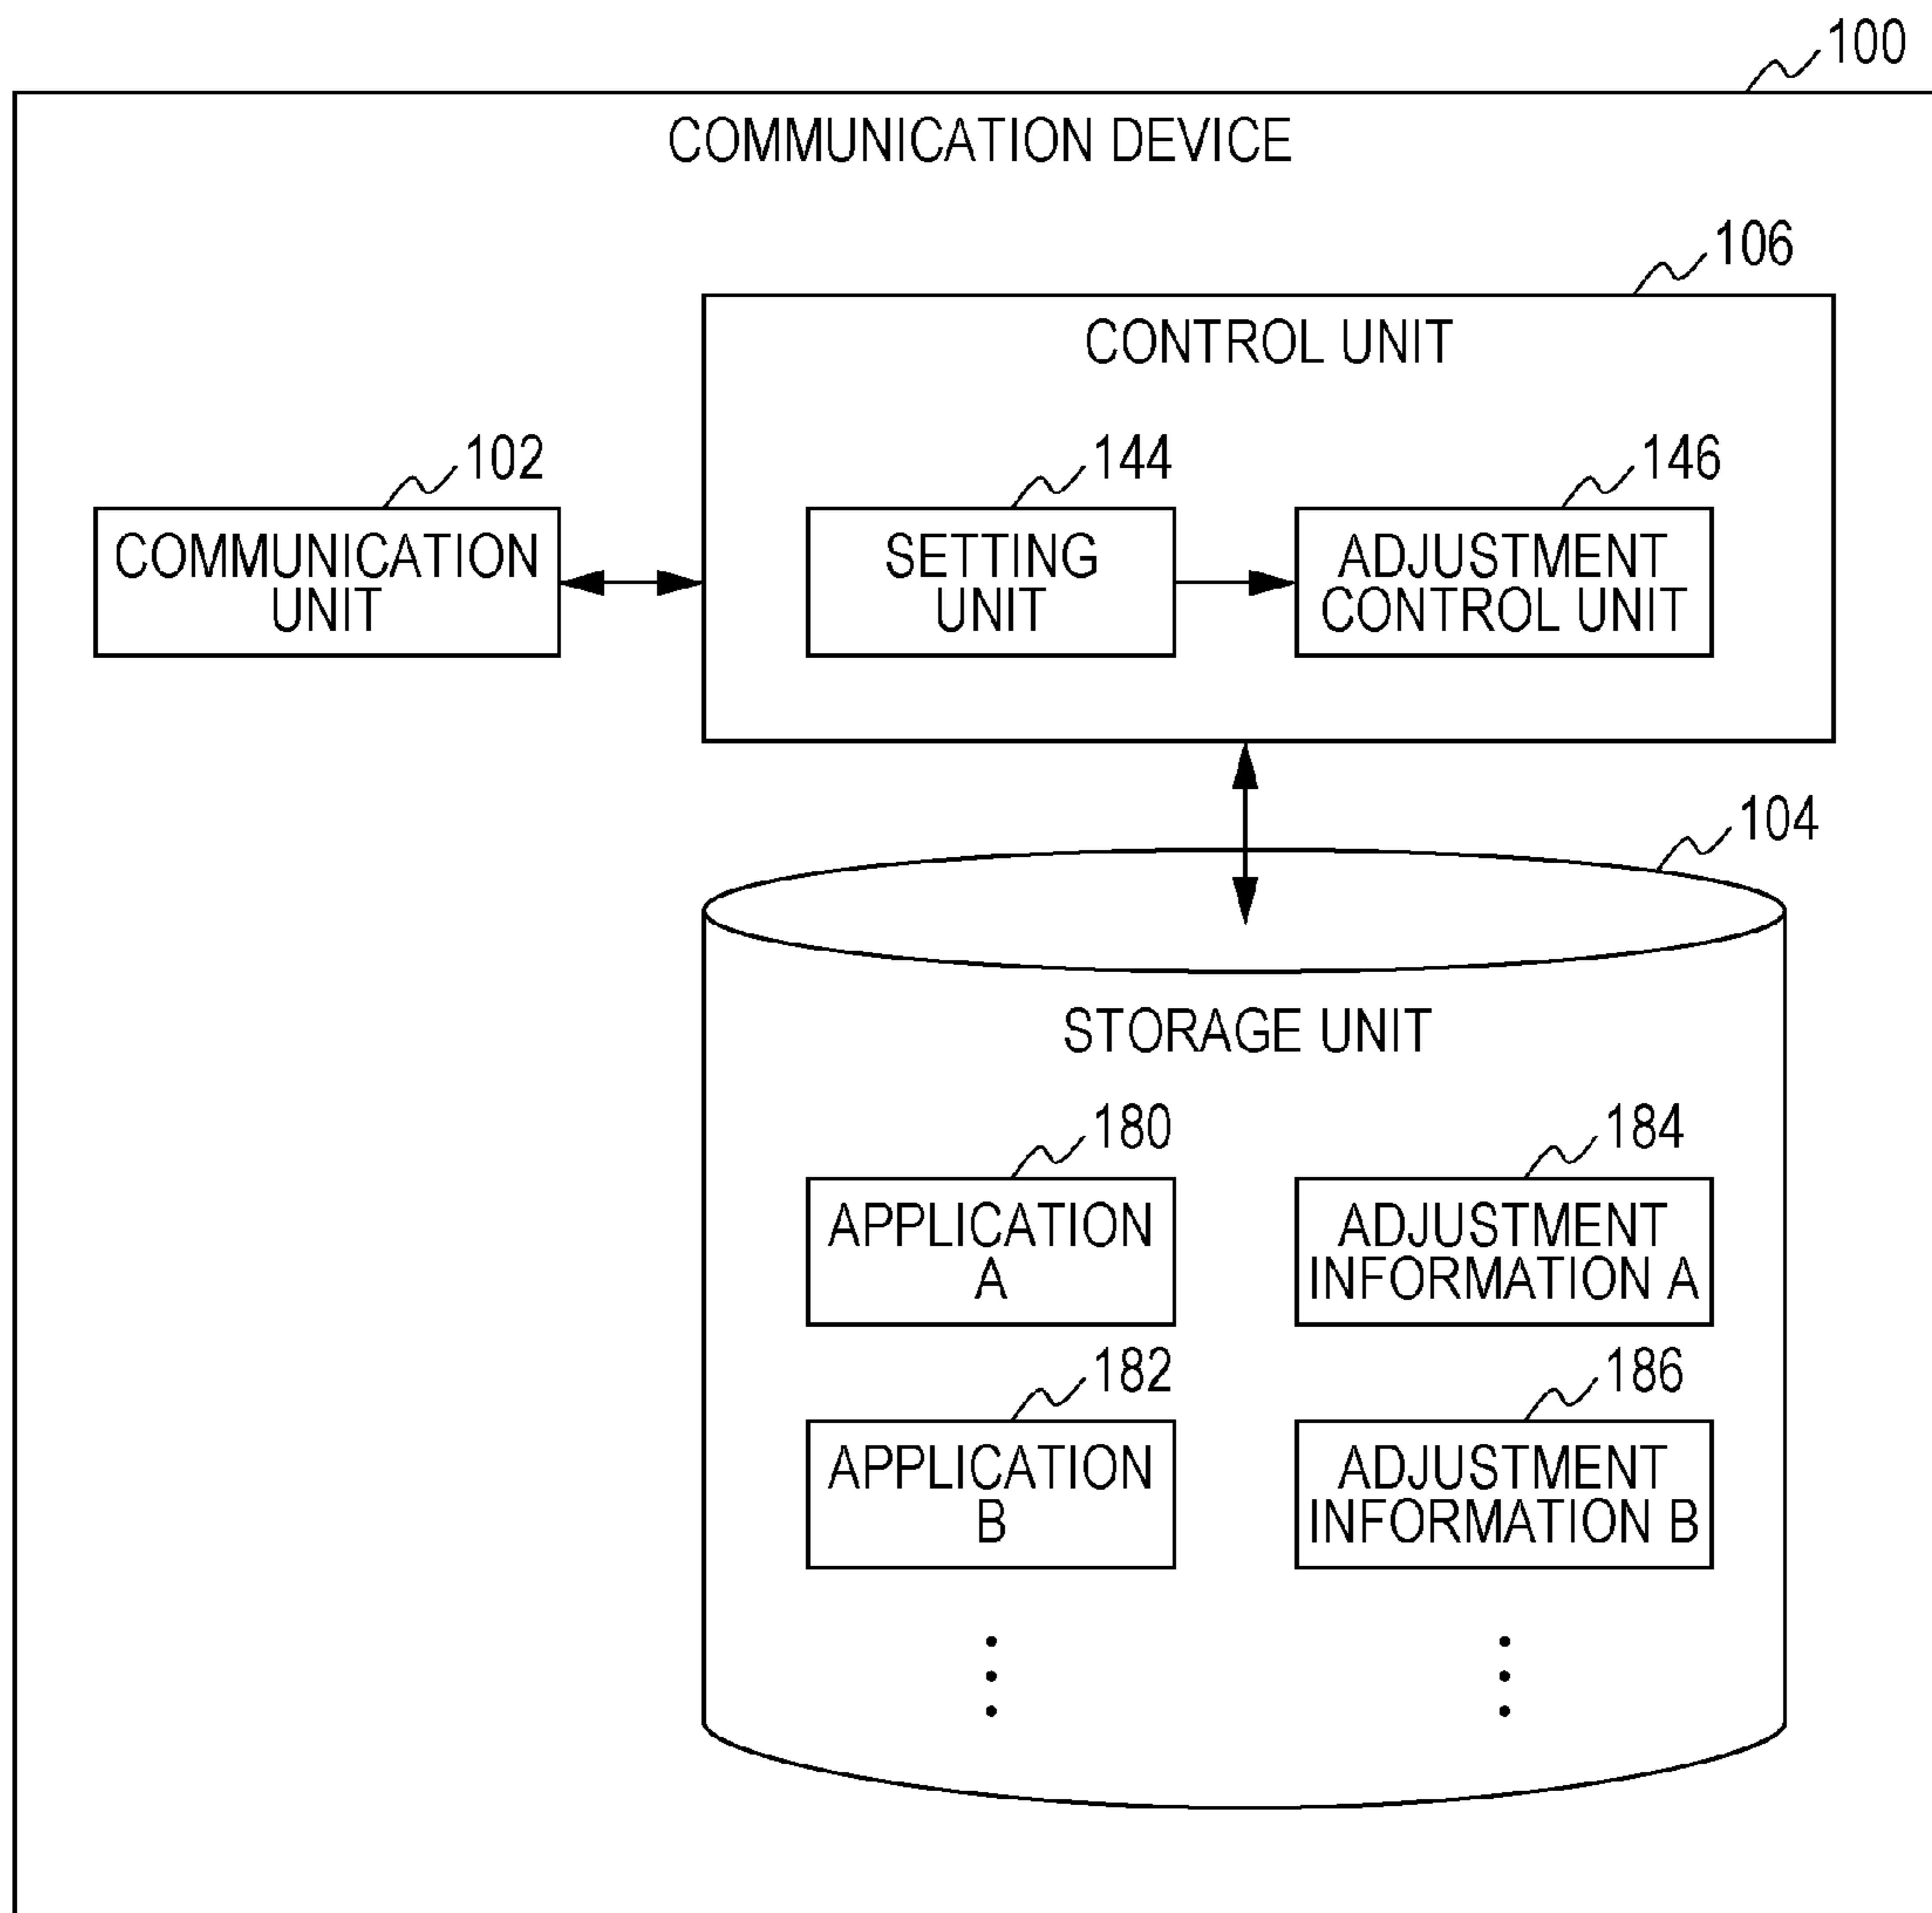 100
COMMUNICATION DEVICE
106
CONTROL UNIT
102
144
146
COMMUNICATION
UNIT
SETTING
UNIT
ADJUSTMENT
CONTROL UNIT
104
STORAGE UNIT
180
184
APPLICATION
A
ADJUSTMENT
INFORMATION A
182
186
APPLICATION
B
ADJUSTMENT
INFORMATION B